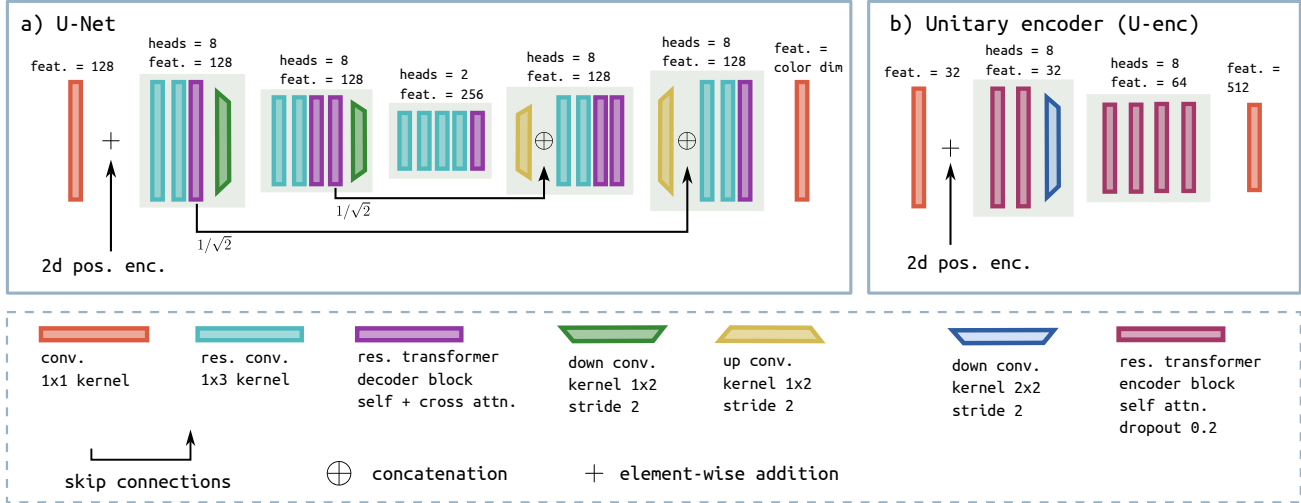 a) U-Net
feat. = 128
heads = 8
feat. = 128
heads = 8
feat. = 128
heads = 2
feat. = 256
heads = 8
feat. = 128
heads = 8
feat. = 128
feat. =
color dim
+
1/√2
1/√2
2d pos. enc.
b) Unitary encoder (U-enc)
feat. = 32
heads = 8
feat. = 32
heads = 8
feat. = 64
feat. =
512
+
2d pos. enc.
conv.
1x1 kernel
res. conv.
1x3 kernel
res. transformer
decoder block
self + cross attn.
down conv.
kernel 1x2
stride 2
up conv.
kernel 1x2
stride 2
down conv.
kernel 2x2
stride 2
res. transformer
encoder block
self attn.
dropout 0.2
skip connections
⊕ concatenation
+ element-wise addition